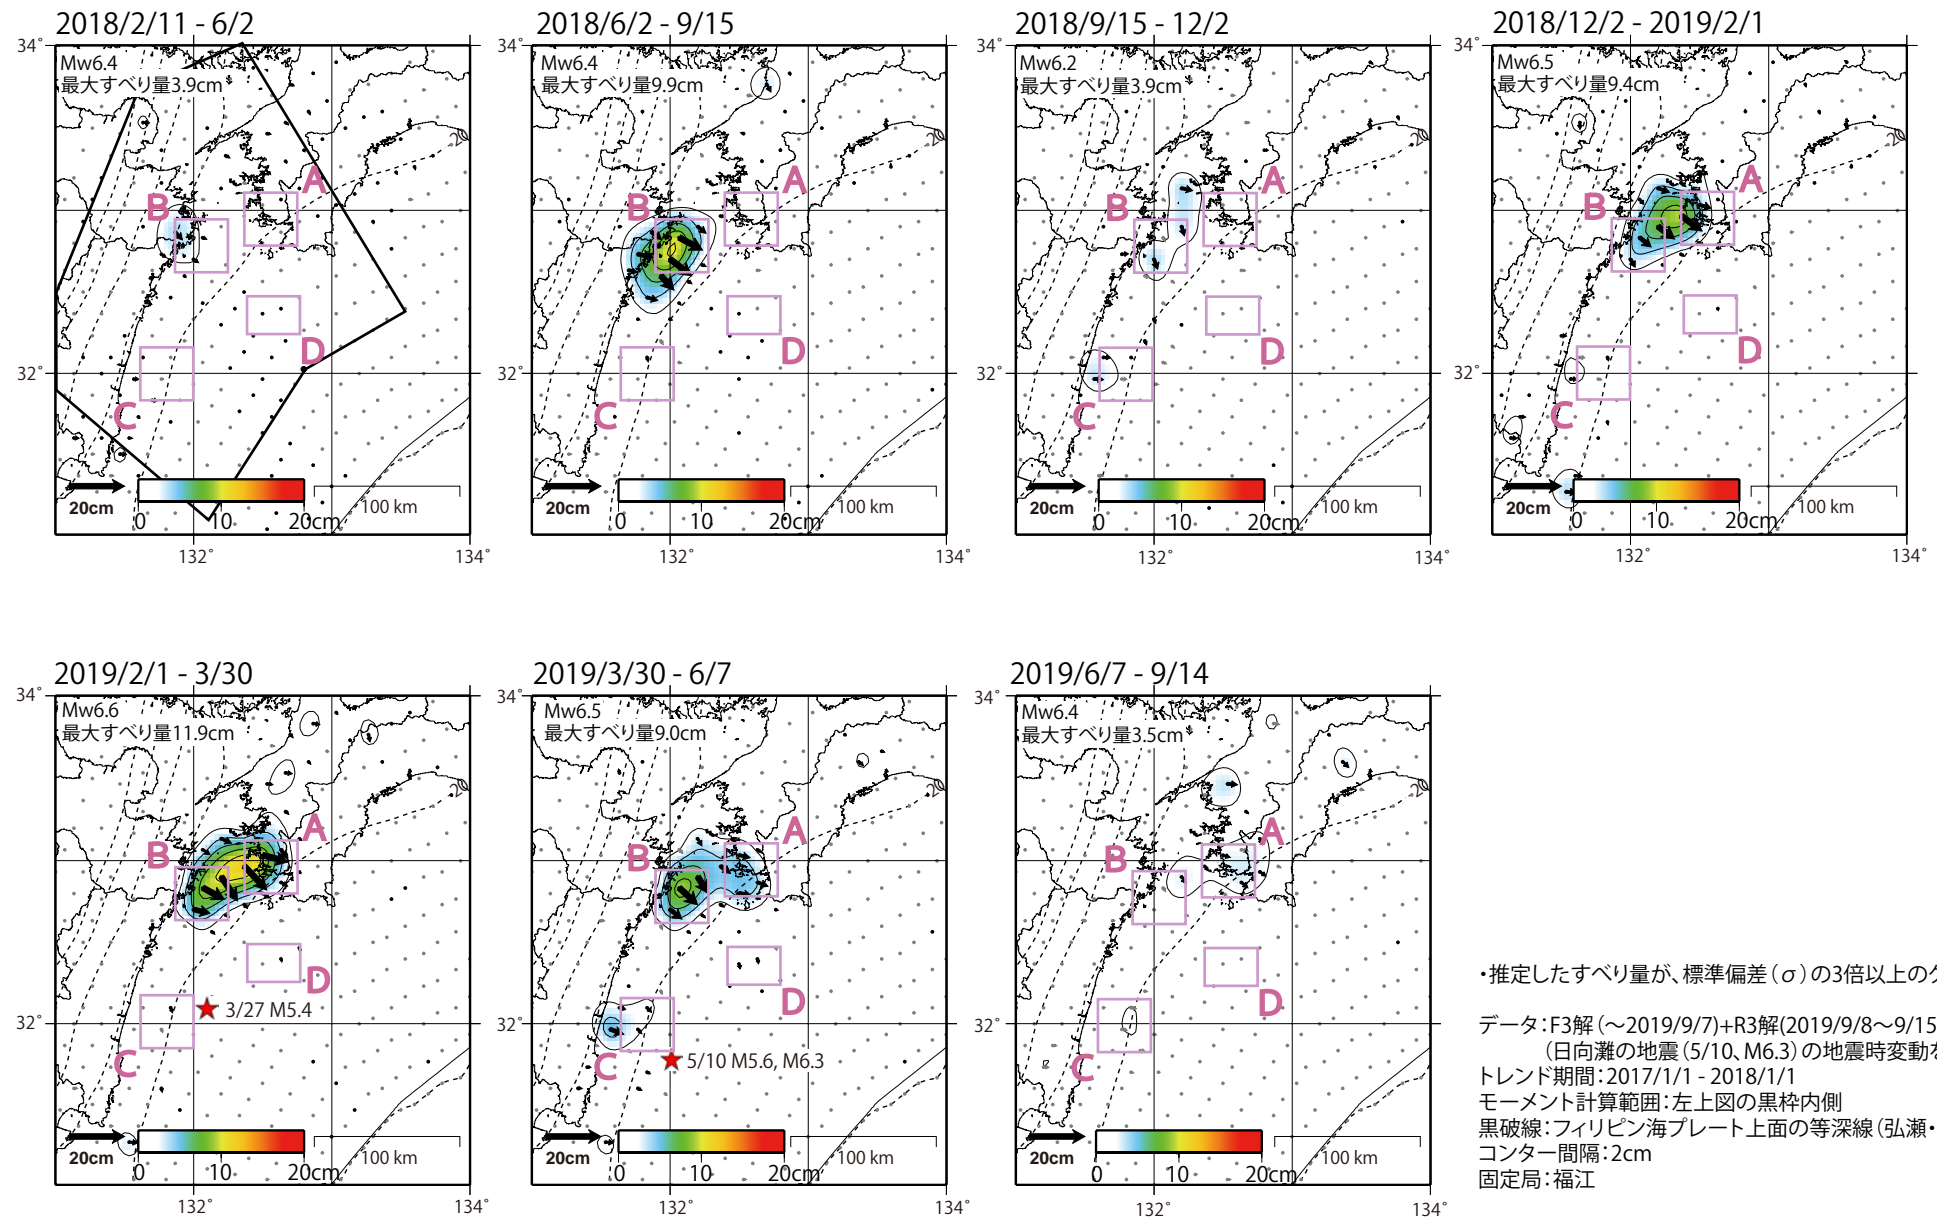 2018/2/11 - 6/2
34°
Mw6.4
最大すべり量3.9cm
20
A
B
D
32°
C
20cm
0 10 20cm
100 km
132°
134°
2018/6/2 - 9/15
34°
Mw6.4
最大すべり量9.9cm
20
A
B
D
32°
C
20cm
0 10 20cm
100 km
132°
134°
2018/9/15 - 12/2
34°
Mw6.2
最大すべり量3.9cm
20
A
B
D
32°
C
20cm
0 10 20cm
100 km
132°
134°
2018/12/2 - 2019/2/1
34°
Mw6.5
最大すべり量9.4cm
20
A
B
D
32°
C
20cm
0 10 20cm
100 km
132°
134°
2019/2/1 - 3/30
34°
Mw6.6
最大すべり量11.9cm
20
A
B
D
3/27 M5.4
32°
C
20cm
0 10 20cm
100 km
132°
134°
2019/3/30 - 6/7
34°
Mw6.5
最大すべり量9.0cm
20
A
B
D
32°
C
5/10 M5.6, M6.3
20cm
0 10 20cm
100 km
132°
134°
2019/6/7 - 9/14
34°
Mw6.4
最大すべり量3.5cm
20
A
B
D
32°
C
20cm
0 10 20cm
100 km
132°
134°
・推定したすべり量が、標準偏差(σ)の3倍以上の
データ：F3解(～2019/9/7)+R3解(2019/9/8～9/15
(日向灘の地震(5/10、M6.3)の地震時変動
トレンド期間：2017/1/1 - 2018/1/1
モーメント計算範囲：左上図の黒枠内側
黒破線：フィリピン海プレート上面の等深線(弘瀬・
コンター間隔：2cm
固定局：福江